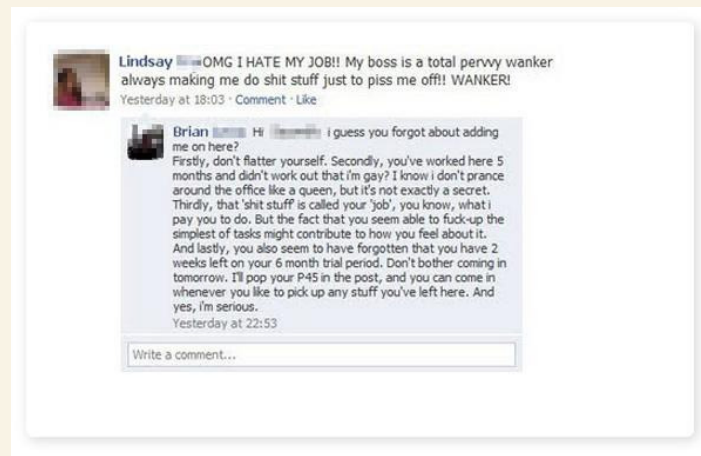 Lindsay OMG I HATE MY JOB!! My boss is a total pervvy wanker
always making me do shit stuff just to piss me off!! WANKER!
Yesterday at 18:03 · Comment · Like
Brian Hi i guess you forgot about adding
me on here?
Firstly, don't flatter yourself. Secondly, you've worked here 5
months and didn't work out that i'm gay? I know i don't prance
around the office like a queen, but it's not exactly a secret.
Thirdly, that 'shit stuff' is called your 'job', you know, what i
pay you to do. But the fact that you seem able to fuck-up the
simplest of tasks might contribute to how you feel about it.
And lastly, you also seem to have forgotten that you have 2
weeks left on your 6 month trial period. Don't bother coming in
tomorrow. I'll pop your P45 in the post, and you can come in
whenever you like to pick up any stuff you've left here. And
yes, i'm serious.
Yesterday at 22:53
Write a comment...